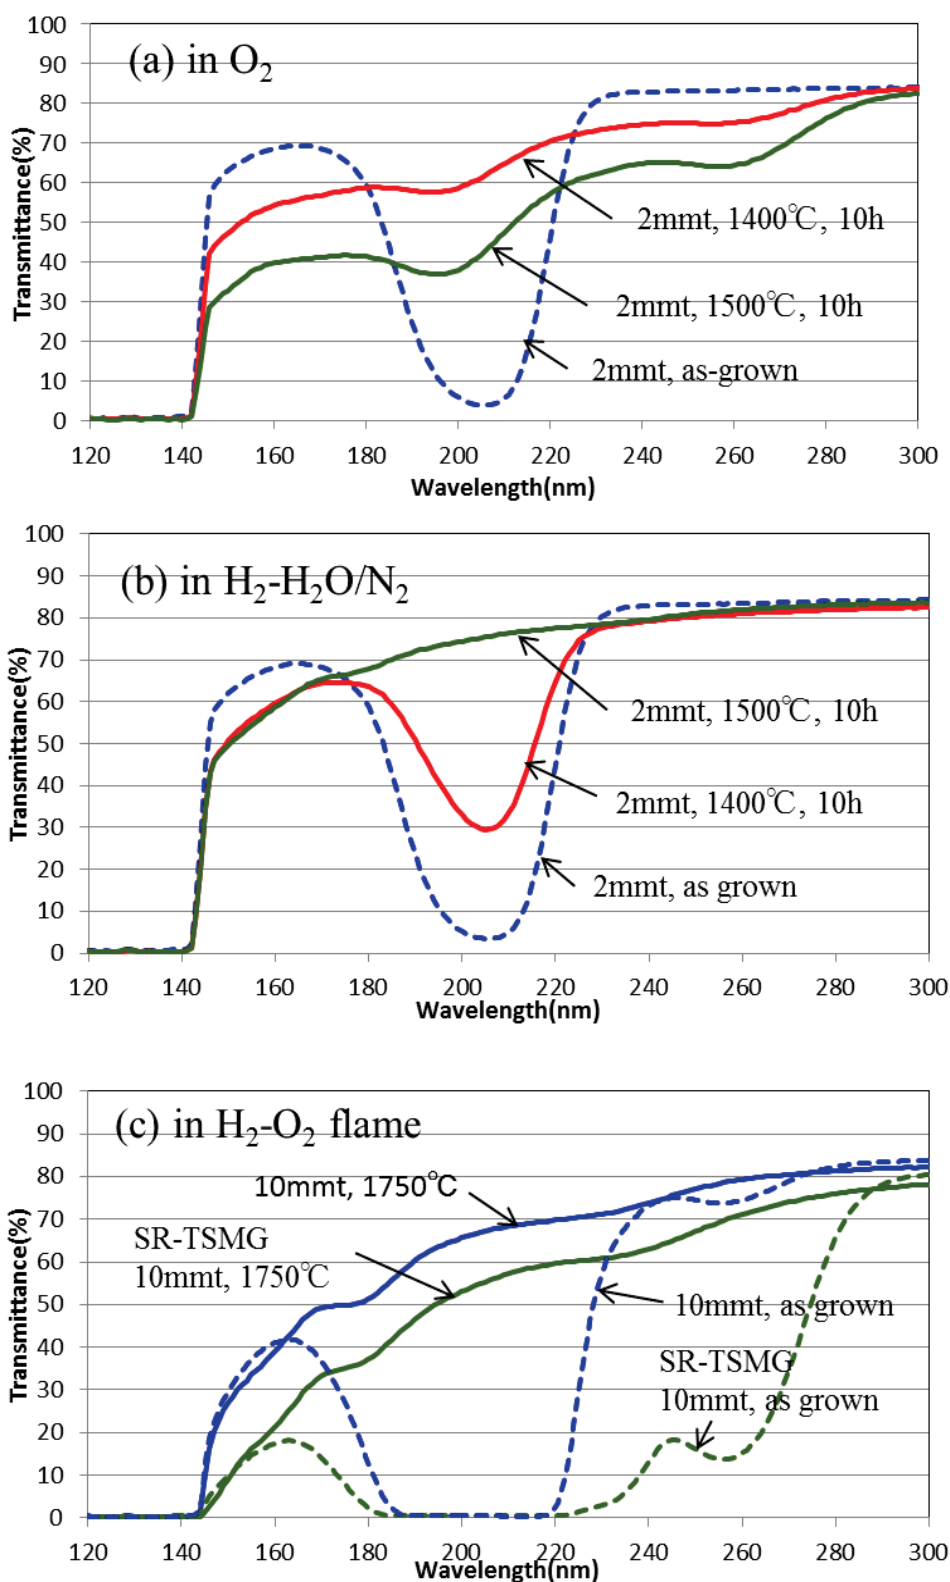 100
90
80
70
60
50
40
30
20
10
0
Transmittance(%)
(a) in O₂
2mmt, 1400℃, 10h
2mmt, 1500℃, 10h
2mmt, as-grown
120 140 160 180 200 220 240 260 280 300
Wavelength(nm)
100
90
80
70
60
50
40
30
20
10
0
Transmittance(%)
(b) in H₂-H₂O/N₂
2mmt, 1500℃, 10h
2mmt, 1400℃, 10h
2mmt, as grown
120 140 160 180 200 220 240 260 280 300
Wavelength(nm)
100
90
80
70
60
50
40
30
20
10
0
Transmittance(%)
(c) in H₂-O₂ flame
10mmt, 1750℃
SR-TSMG
10mmt, 1750℃
10mmt, as grown
SR-TSMG
10mmt, as grown
120 140 160 180 200 220 240 260 280 300
Wavelength(nm)